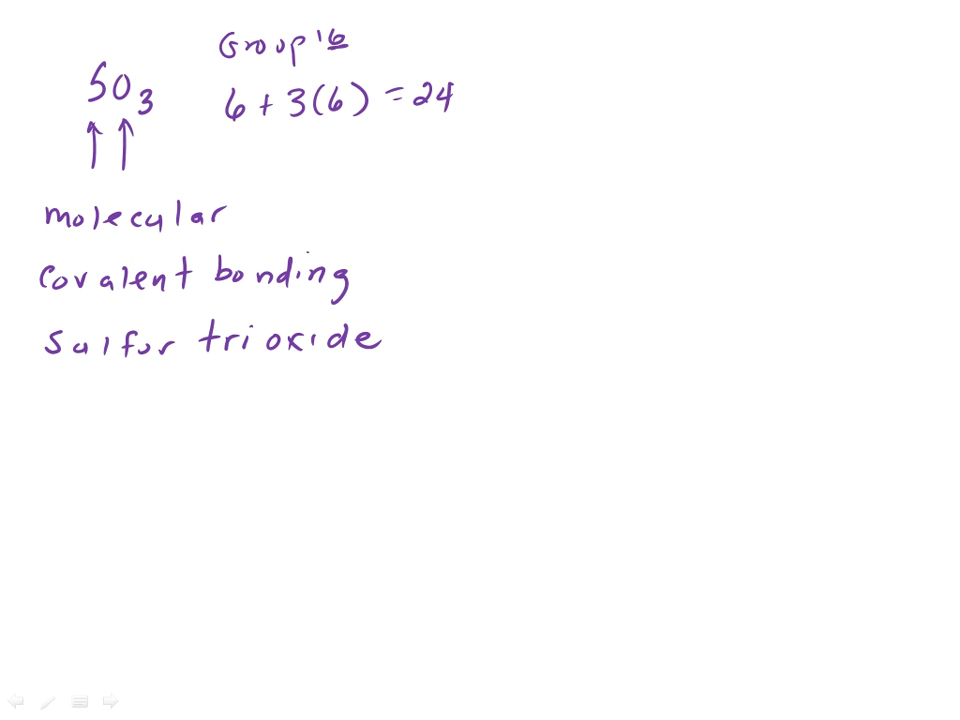 Group 16
SO3
6 + 3(6) = 24
molecular
covalent bonding
sulfur trioxide